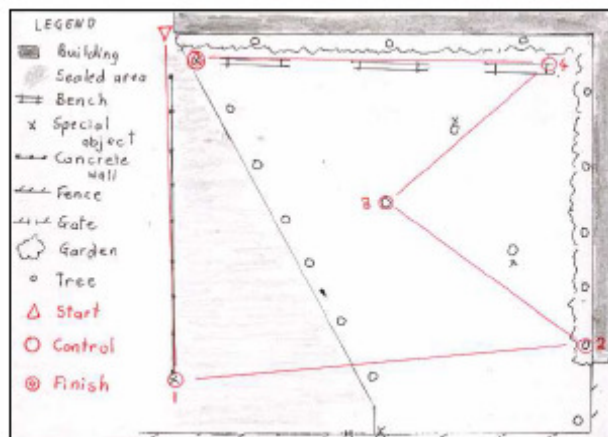 LEGEND
Building
Sealed area
Bench
Special
object
Concrete
wall
Fence
Gate
Garden
Tree
Start
Control
Finish
4
3
2
1